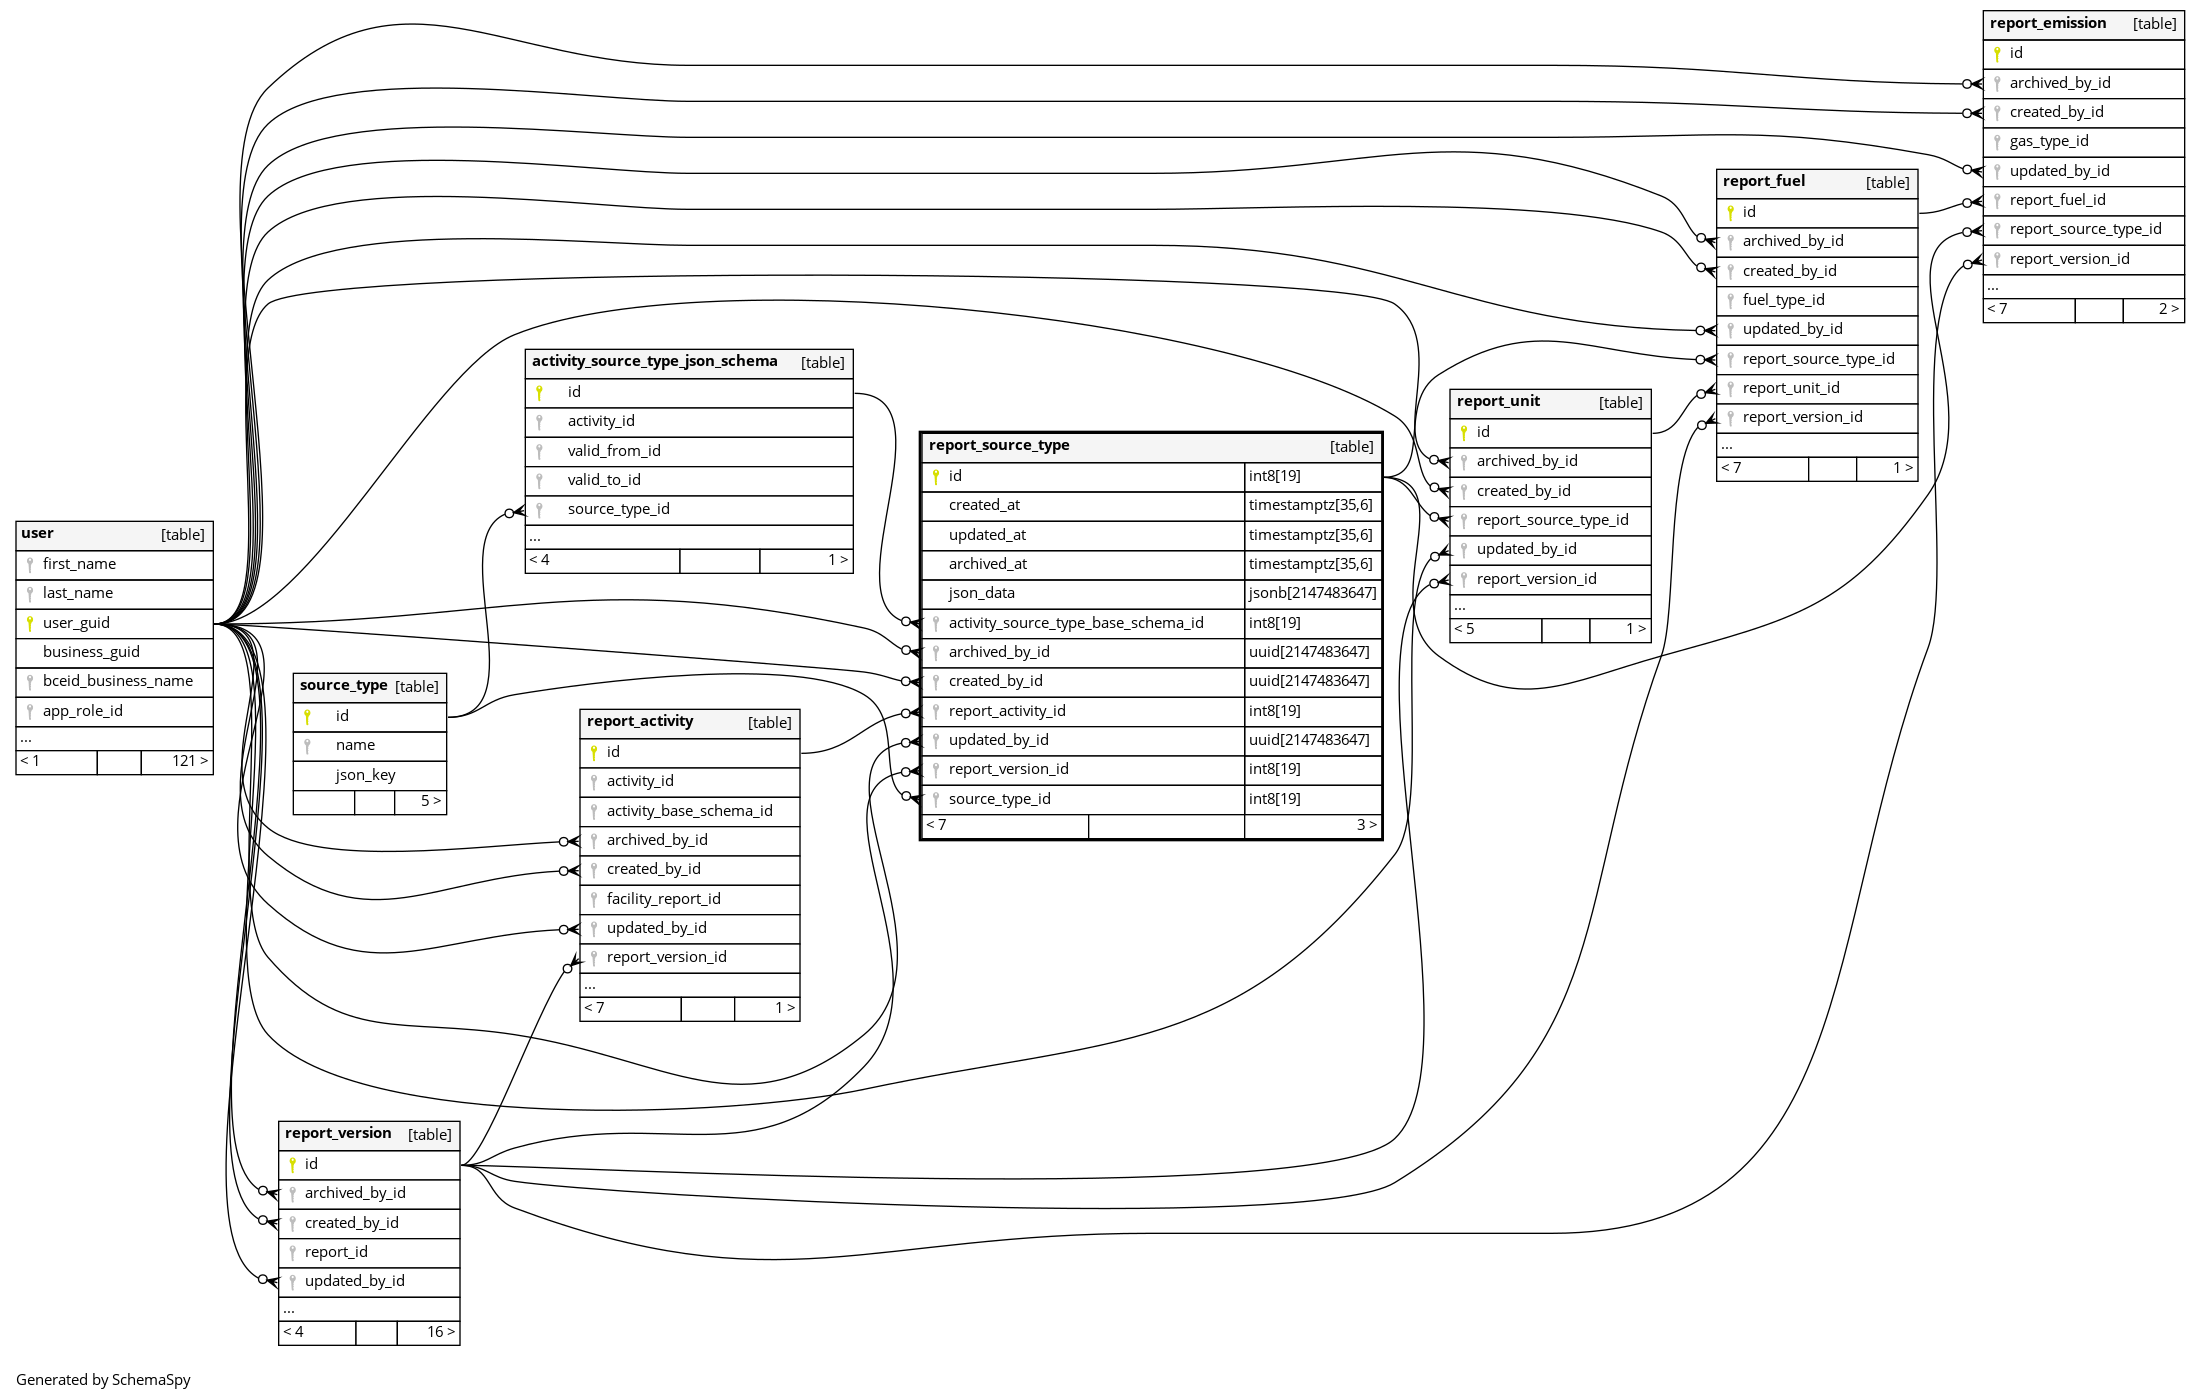 report_emission [table]
id
archived_by_id
created_by_id
gas_type_id
updated_by_id
report_fuel_id
report_source_type_id
report_version_id
...
< 7 2 >
report_fuel [table]
id
archived_by_id
created_by_id
fuel_type_id
updated_by_id
report_source_type_id
report_unit_id
report_version_id
...
< 7 1 >
activity_source_type_json_schema [table]
id
activity_id
valid_from_id
valid_to_id
source_type_id
...
< 4 1 >
report_unit [table]
id
archived_by_id
created_by_id
report_source_type_id
updated_by_id
report_version_id
...
< 5 1 >
report_source_type [table]
id int8[19]
created_at timestamptz[35,6]
updated_at timestamptz[35,6]
archived_at timestamptz[35,6]
json_data jsonb[2147483647]
activity_source_type_base_schema_id int8[19]
archived_by_id uuid[2147483647]
created_by_id uuid[2147483647]
report_activity_id int8[19]
updated_by_id uuid[2147483647]
report_version_id int8[19]
source_type_id int8[19]
< 7 3 >
user [table]
first_name
last_name
user_guid
business_guid
bceid_business_name
app_role_id
...
< 1 121 >
source_type [table]
id
name
json_key
5 >
report_activity [table]
id
activity_id
activity_base_schema_id
archived_by_id
created_by_id
facility_report_id
updated_by_id
report_version_id
...
< 7 1 >
report_version [table]
id
archived_by_id
created_by_id
report_id
updated_by_id
...
< 4 16 >
Generated by SchemaSpy